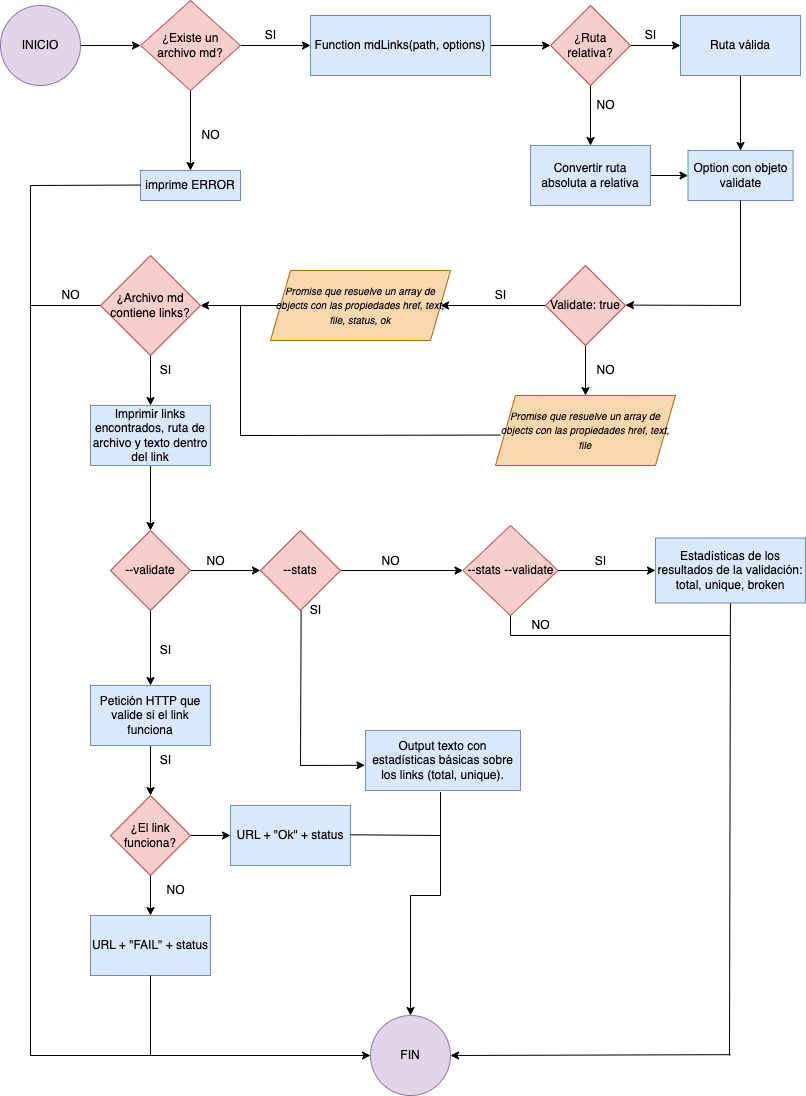 INICIO
¿Existe un
archivo md?
SI
Function mdLinks(path, options)
¿Ruta
relativa?
SI
Ruta válida
NO
NO
imprime ERROR
Convertir ruta
absoluta a relativa
Option con objeto
validate
¿Archivo md
contiene links?
NO
Promise que resuelve un array de
objects con las propiedades href, text,
file, status, ok
SI
Validate: true
SI
NO
Imprimir links
encontrados, ruta de
archivo y texto dentro
del link
Promise que resuelve un array de
objects con las propiedades href, text,
file
--validate
NO
--stats
NO
--stats --validate
SI
Estadísticas de los
resultados de la validación:
total, unique, broken
SI
NO
SI
Petición HTTP que
valide si el link
funciona
SI
Output texto con
estadísticas básicas sobre
los links (total, unique).
¿El link
funciona?
URL + "Ok" + status
NO
URL + "FAIL" + status
FIN